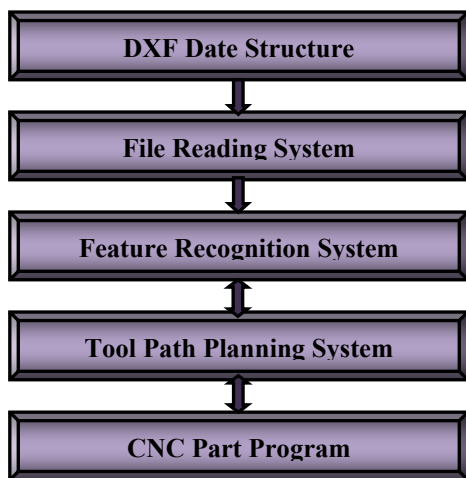 DXF Date Structure
File Reading System
Feature Recognition System
Tool Path Planning System
CNC Part Program